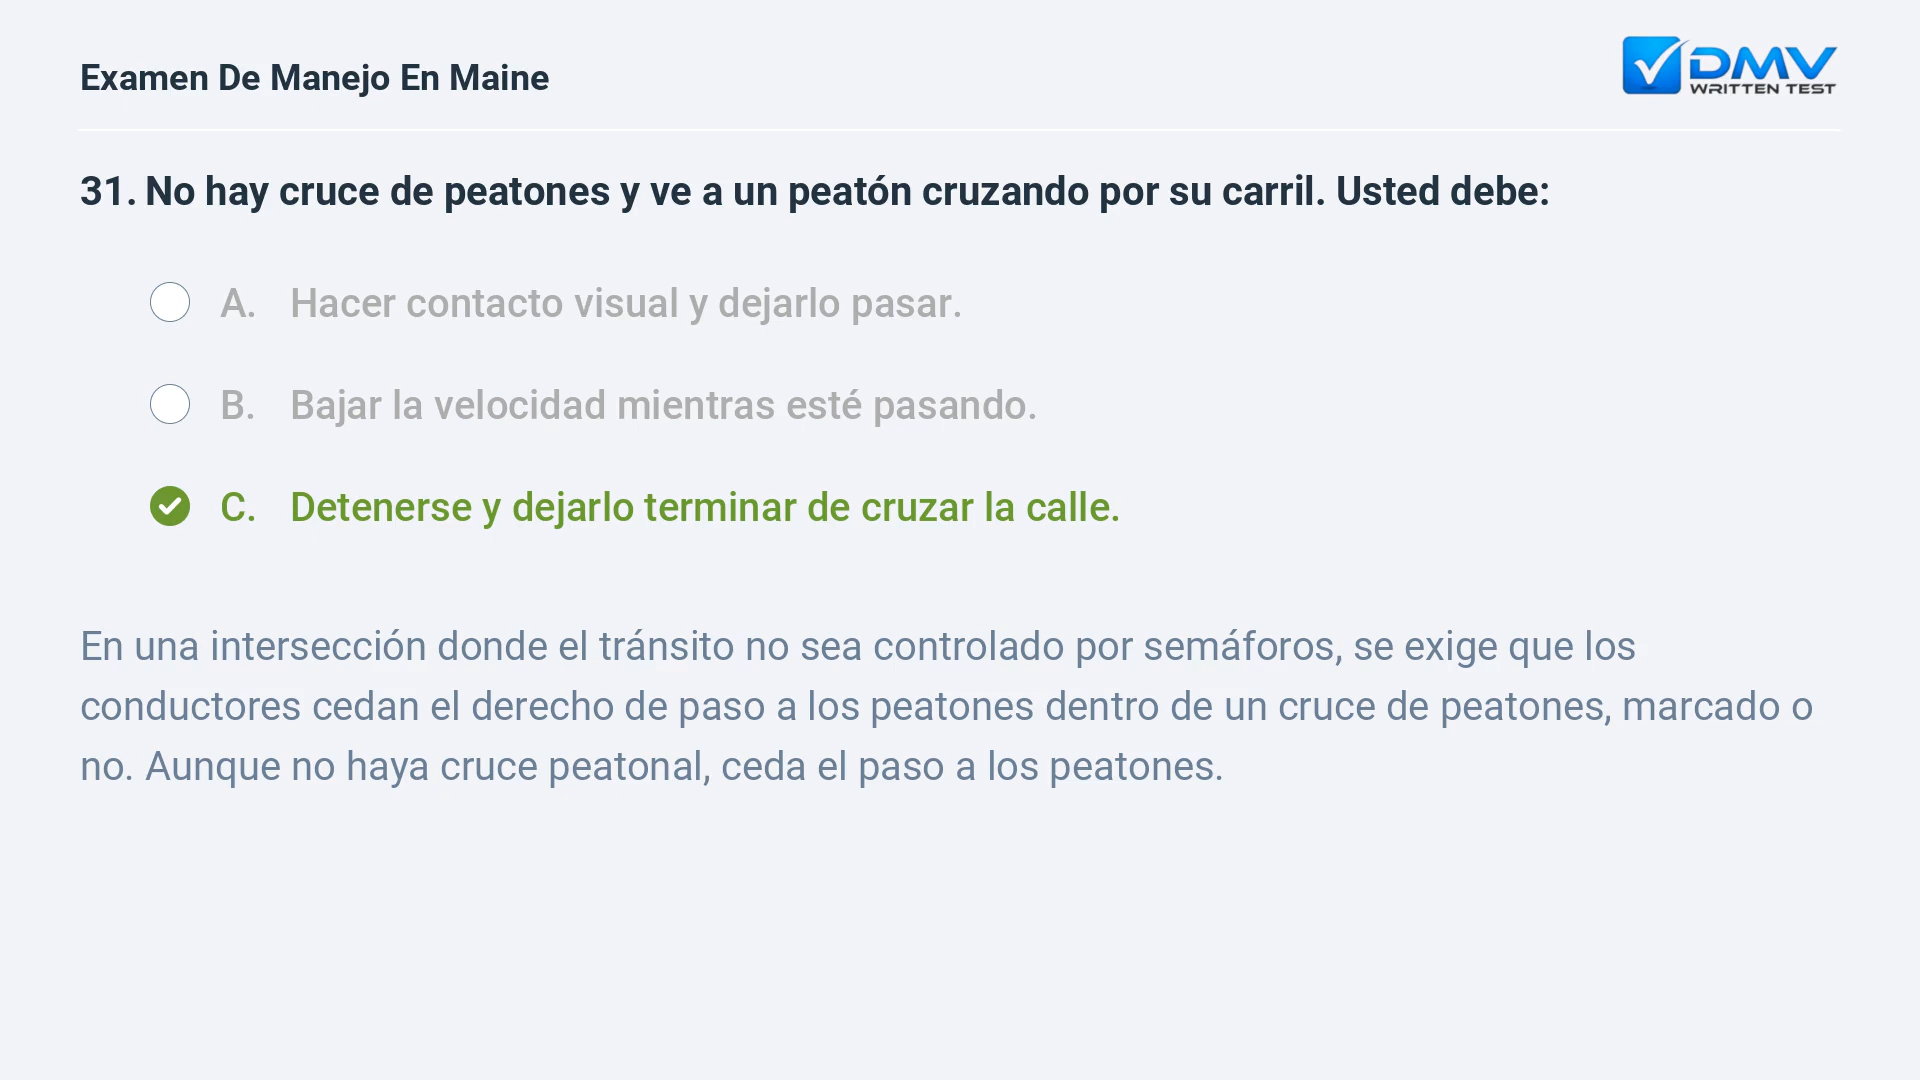 Examen De Manejo En Maine
DMV
WRITTEN TEST
31. No hay cruce de peatones y ve a un peatón cruzando por su carril. Usted debe:
A. Hacer contacto visual y dejarlo pasar.
B. Bajar la velocidad mientras esté pasando.
C. Detenerse y dejarlo terminar de cruzar la calle.
En una intersección donde el tránsito no sea controlado por semáforos, se exige que los
conductores cedan el derecho de paso a los peatones dentro de un cruce de peatones, marcado o
no. Aunque no haya cruce peatonal, ceda el paso a los peatones.